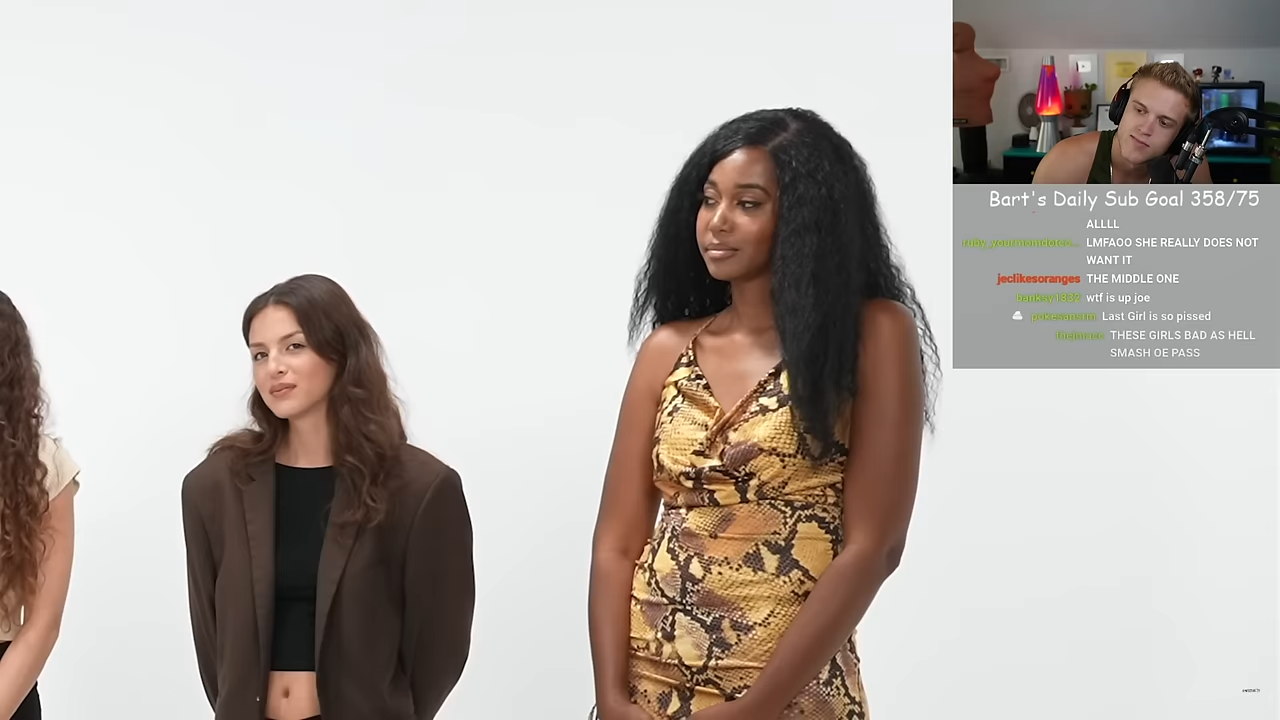 Bart's Daily Sub Goal 358/75
ALLLL
LMFAOO SHE REALLY DOES NOT
WANT IT
jeclikesoranges THE MIDDLE ONE
banksy1832 wtf is up joe
Last Girl is so pissed
THESE GIRLS BAD AS HELL
SMASH OE PASS